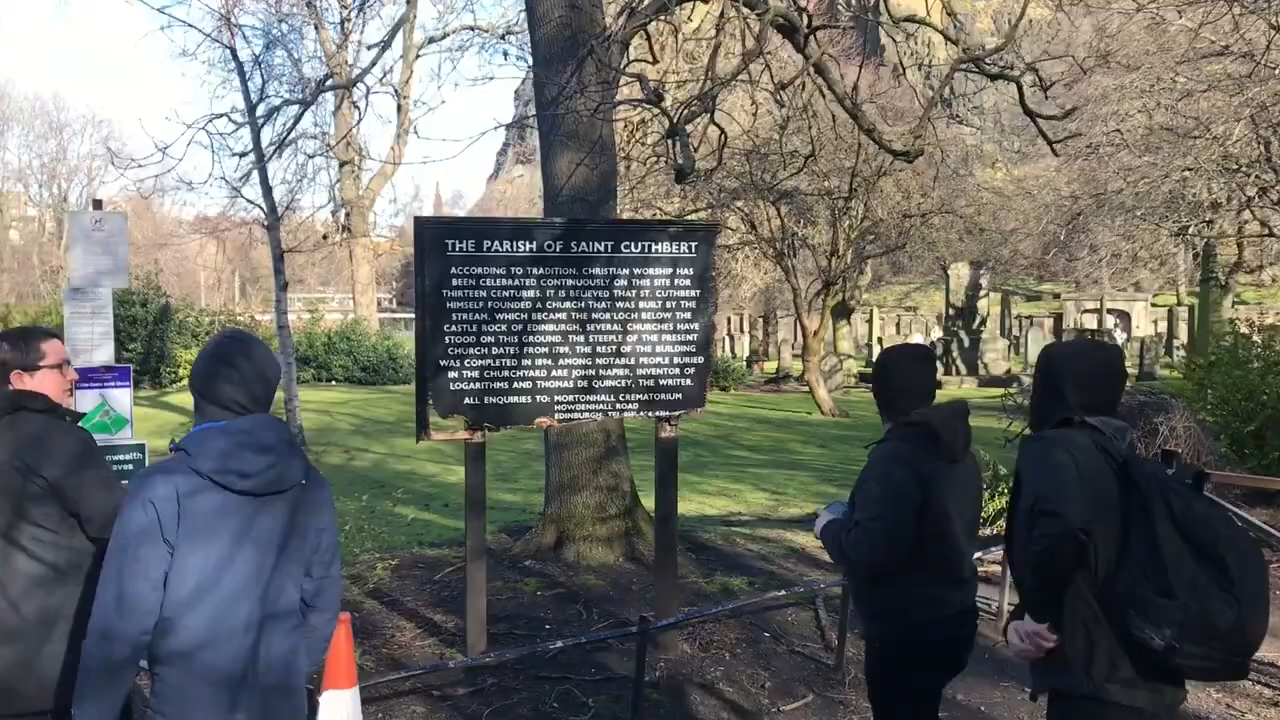 THE PARISH OF SAINT CUTHBERT
ACCORDING TO TRADITION, CHRISTIAN WORSHIP HAS
BEEN CELEBRATED CONTINUOUSLY ON THIS SITE FOR
THIRTEEN CENTURIES. IT IS BELIEVED THAT ST. CUTHBERT
HIMSELF FOUNDED A CHURCH THAT WAS BUILT BY THE
STREAM, WHICH BECAME THE NOR'LOCH BELOW THE
CASTLE ROCK OF EDINBURGH, SEVERAL CHURCHES HAVE
STOOD ON THIS GROUND. THE STEEPLE OF THE PRESENT
CHURCH DATES FROM 1789, THE REST OF THE BUILDING
WAS COMPLETED IN 1894. AMONG NOTABLE PEOPLE BURIED
IN THE CHURCHYARD ARE JOHN NAPIER, INVENTOR OF
LOGARITHMS AND THOMAS DE QUINCEY, THE WRITER.
ALL ENQUIRIES TO: MORTONHALL CREMATORIUM
HOWDENHALL ROAD
EDINBURGH, TEL
nwealth
aves